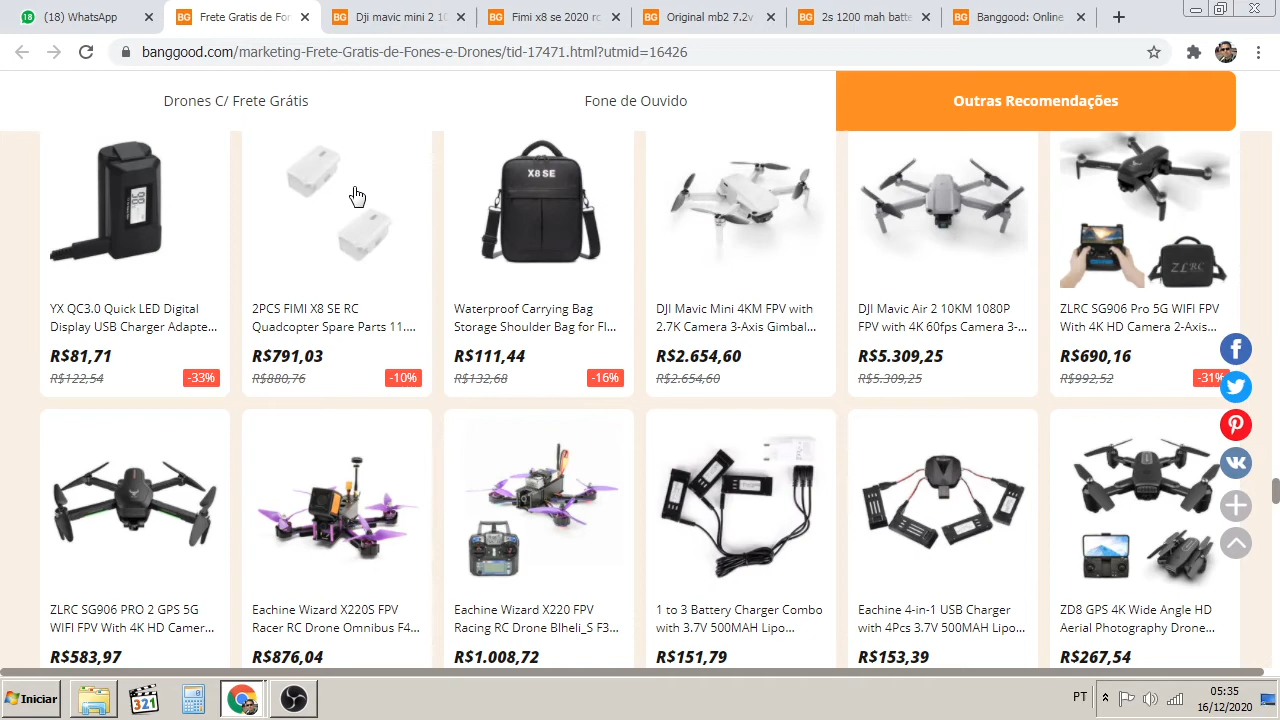 (18) WhatsApp
Frete Gratis de For
Dji mavic mini 2 10
Fimi x8se 2020 rc
Original mjx 7.2v
2s 1200 mah batte
Banggood: Online
banggood.com/marketing-Frete-Gratis-de-Fones-e-Drones/tid-17471.html?utmid=16426
Drones C/ Frete Grátis
Fone de Ouvido
Outras Recomendações
X8 SE
ZLRC
YX QC3.0 Quick LED Digital
Display USB Charger Adapte...
R$81,71
R$122,54
-33%
2PCS FIMI X8 SE RC
Quadcopter Spare Parts 11....
R$791,03
R$880,76
-10%
Waterproof Carrying Bag
Storage Shoulder Bag for FI...
R$111,44
R$132,68
-16%
DJI Mavic Mini 4KM FPV with
2.7K Camera 3-Axis Gimbal...
R$2.654,60
R$2.654,60
DJI Mavic Air 2 10KM 1080P
FPV with 4K 60fps Camera 3-...
R$5.309,25
R$5.309,25
ZLRC SG906 Pro 5G WIFI FPV
With 4K HD Camera 2-Axis...
R$690,16
R$992,52
-31%
ZLRC SG906 PRO 2 GPS 5G
WIFI FPV With 4K HD Camer...
R$583,97
Eachine Wizard X220S FPV
Racer RC Drone Omnibus F4...
R$876,04
Eachine Wizard X220 FPV
Racing RC Drone Blheli_S F3...
R$1.008,72
1 to 3 Battery Charger Combo
with 3.7V 500MAH Lipo...
R$151,79
Eachine 4-in-1 USB Charger
with 4Pcs 3.7V 500MAH Lipo...
R$153,39
ZD8 GPS 4K Wide Angle HD
Aerial Photography Drone...
R$267,54
Iniciar
321
PT
05:35
16/12/2020